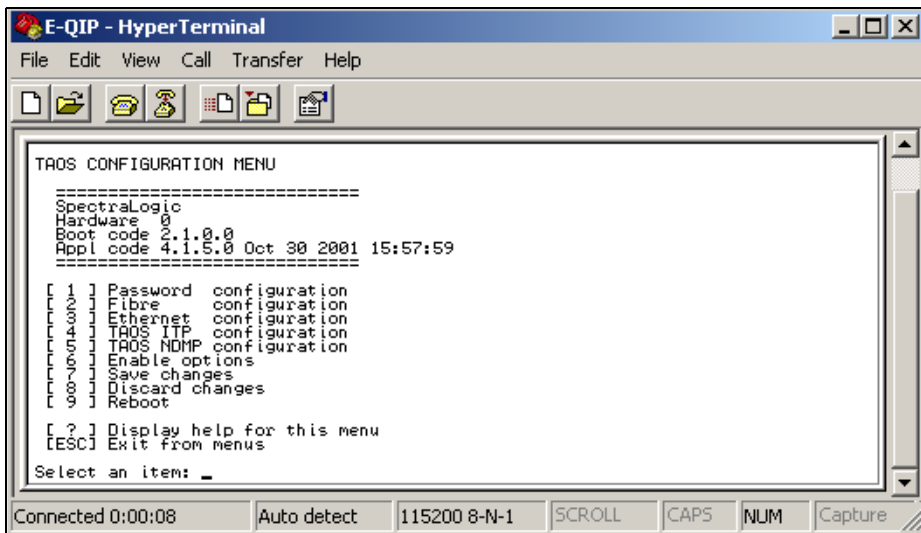 E-QIP - HyperTerminal
File Edit View Call Transfer Help
TAOS CONFIGURATION MENU
=============================
SpectraLogic
Hardware 0
Boot code 2.1.0.0
Appl code 4.1.5.0 Oct 30 2001 15:57:59
=============================
[ 1 ] Password configuration
[ 2 ] Fibre configuration
[ 3 ] Ethernet configuration
[ 4 ] TAOS ITP configuration
[ 5 ] TAOS NDMP configuration
[ 6 ] Enable options
[ 7 ] Save changes
[ 8 ] Discard changes
[ 9 ] Reboot
[ ? ] Display help for this menu
[ESC] Exit from menus
Select an item: _
Connected 0:00:08 Auto detect 115200 8-N-1 SCROLL CAPS NUM Capture